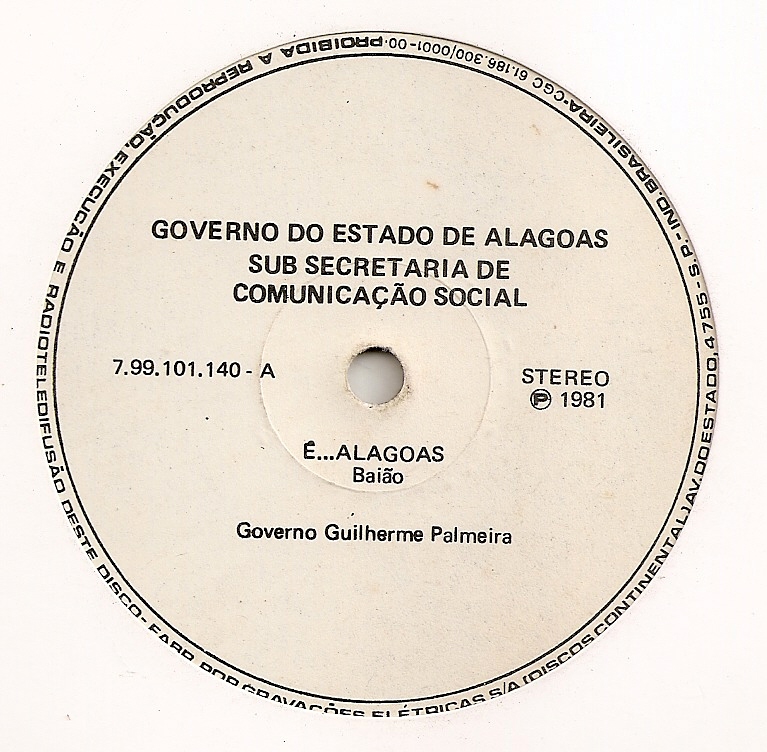 GOVERNO DO ESTADO DE ALAGOAS
SUB SECRETARIA DE
COMUNICAÇÃO SOCIAL
7.99.101.140 - A
STEREO
Ⓟ 1981
É...ALAGOAS
Baião
Governo Guilherme Palmeira
PROIBIDA A REPRODUÇÃO, EXECUÇÃO E RADIOTELEDIFUSÃO DESTE DISCO - FABR. POR GRAVAÇÕES ELÉTRICAS S/A (DISCOS CONTINENTAL) AV. DO ESTADO, 4755 - S.P. - IND. BRASILEIRA - CGC 61.186.300/0001-00.